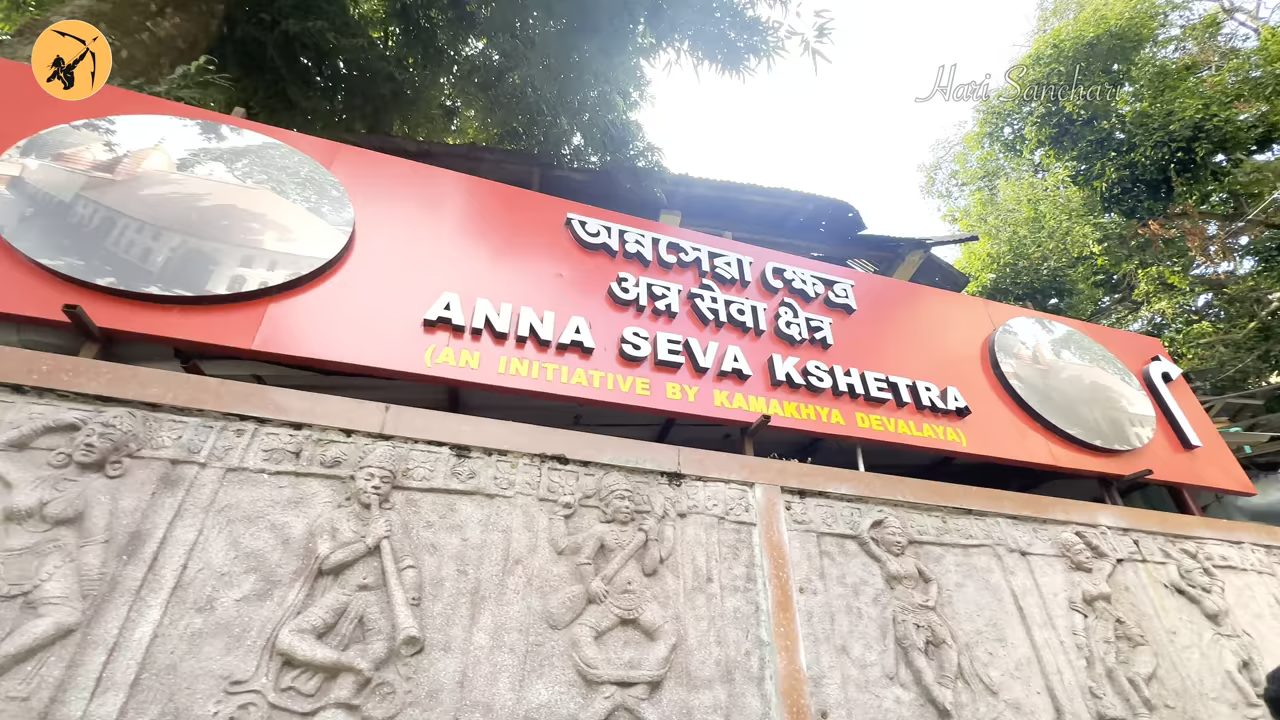 Hari Sanchari
অন্নসেৱা ক্ষেত্ৰ
अन्न सेवा क्षेत्र
ANNA SEVA KSHETRA
(AN INITIATIVE BY KAMAKHYA DEVALAYA)